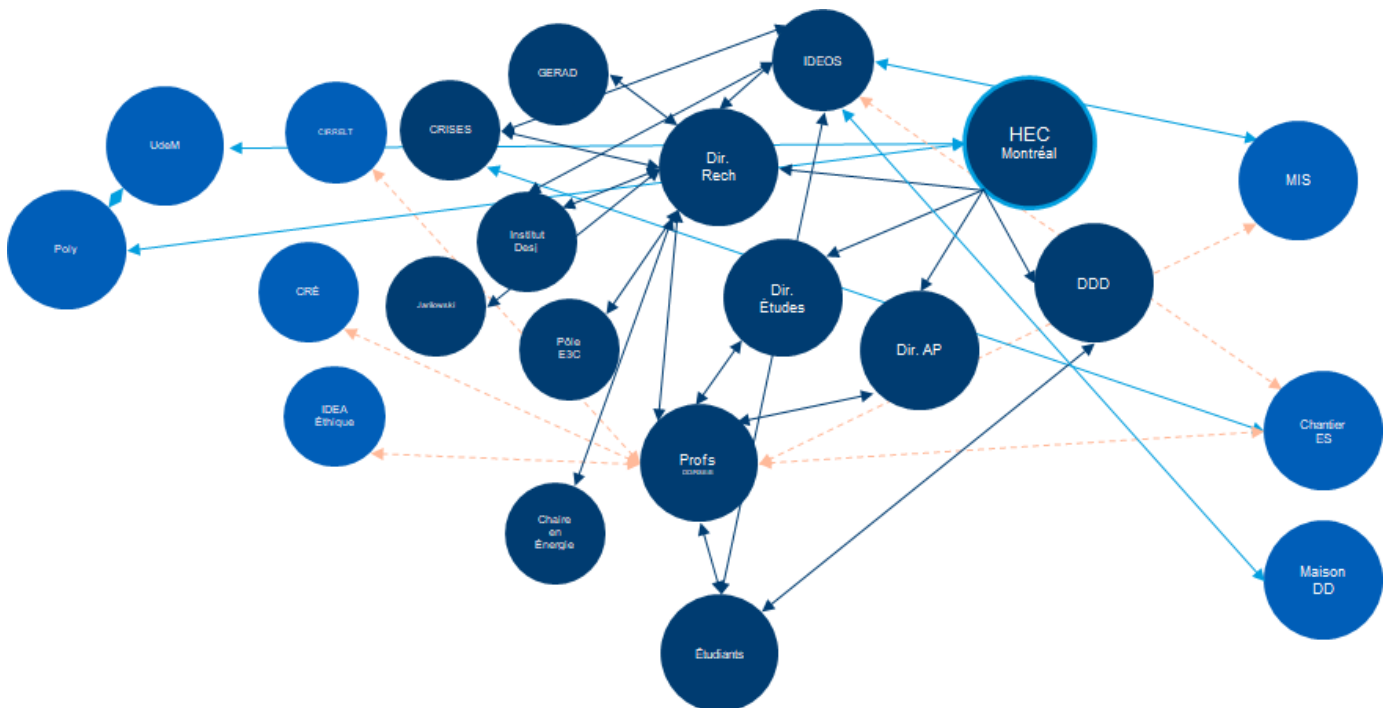 IDEOS
GERAD
HEC
Montréal
CIRRELT
CRISES
UdeM
Dir.
Rech
MIS
Institut
Desj
Poly
CRÉ
Dir.
Études
DDD
Jarilowski
Pôle
E3C
Dir. AP
IDEA
Éthique
Chantier
ES
Profs
Chaire
en
Énergie
Maison
DD
Étudiants